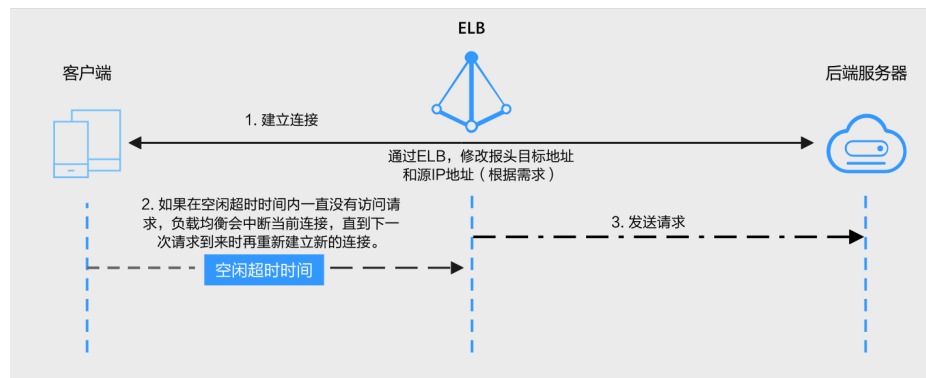 ELB
客户端
后端服务器
1. 建立连接
通过ELB，修改报头目标地址
和源IP地址（根据需求）
2. 如果在空闲超时时间内一直没有访问请
求，负载均衡会中断当前连接，直到下一
次请求到来时再重新建立新的连接。
3. 发送请求
空闲超时时间